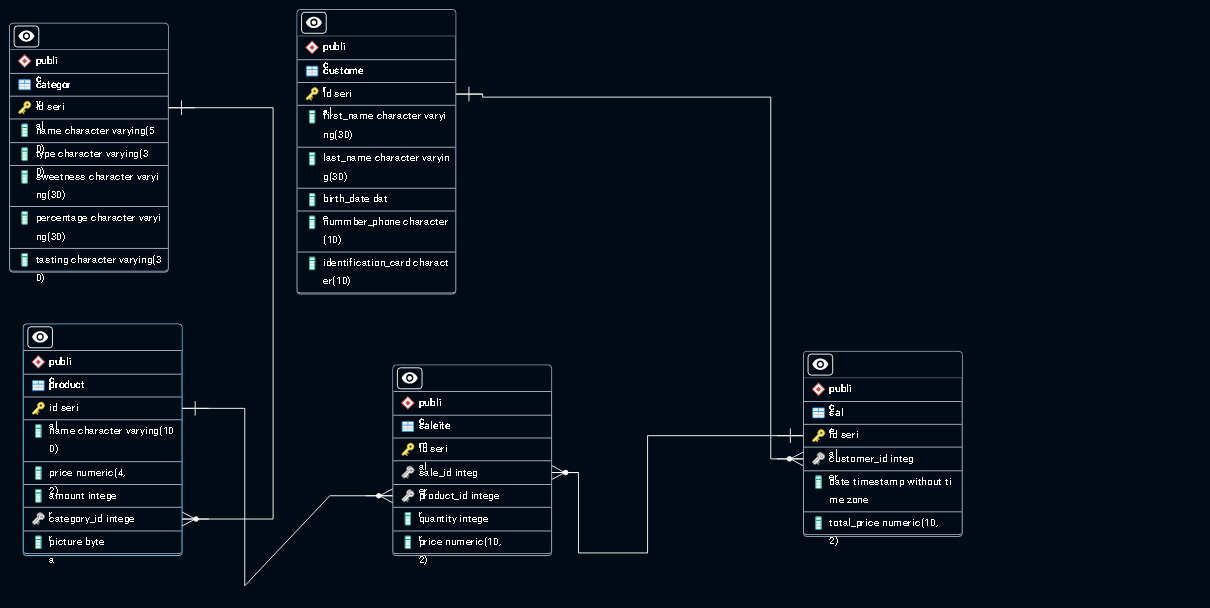 publi
c
categor
y
id seri
al
name character varying(5
0)
type character varying(3
0)
sweetness character varyi
ng(30)
percentage character varyi
ng(30)
tasting character varying(3
0)
publi
c
custome
r
id seri
al
first_name character varyi
ng(30)
last_name character varyin
g(30)
birth_date dat
e
nummber_phone character
(10)
identification_card charact
er(10)
publi
c
product
id seri
al
name character varying(10
0)
price numeric(4,
2)
amount intege
r
category_id intege
r
picture byte
a
publi
c
saleite
m
id seri
al
sale_id integ
er
product_id intege
r
quantity intege
r
price numeric(10,
2)
publi
c
sal
e
id seri
al
customer_id integ
er
date timestamp without ti
me zone
total_price numeric(10,
2)